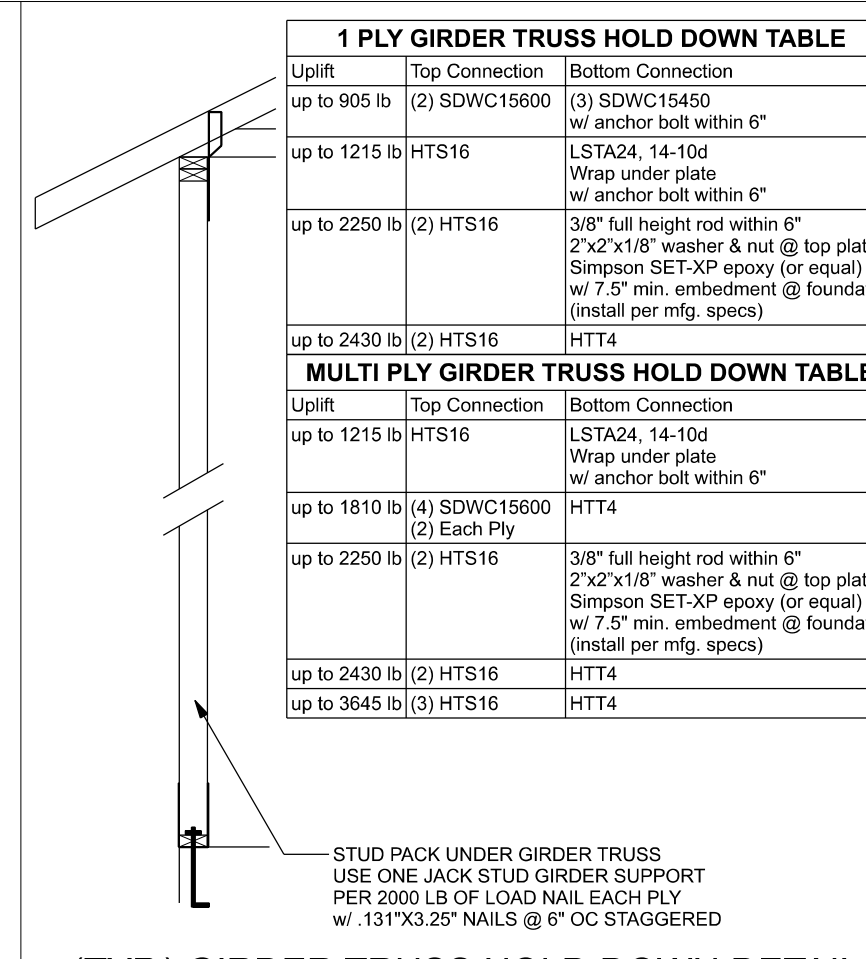 1 PLY GIRDER TRUSS HOLD DOWN TABLE
Uplift Top Connection Bottom Connection
up to 905 lb (2) SDWC15600 (3) SDWC15450
w/ anchor bolt within 6"
up to 1215 lb HTS16 LSTA24, 14-10d
Wrap under plate
w/ anchor bolt within 6"
up to 2250 lb (2) HTS16 3/8" full height rod within 6"
2”x2”x1/8” washer & nut @ top plat
Simpson SET-XP epoxy (or equal)
w/ 7.5" min. embedment @ founda
(install per mfg. specs)
up to 2430 lb (2) HTS16 HTT4
MULTI PLY GIRDER TRUSS HOLD DOWN TABLE
Uplift Top Connection Bottom Connection
up to 1215 lb HTS16 LSTA24, 14-10d
Wrap under plate
w/ anchor bolt within 6"
up to 1810 lb (4) SDWC15600 HTT4
(2) Each Ply
up to 2250 lb (2) HTS16 3/8" full height rod within 6"
2”x2”x1/8” washer & nut @ top plat
Simpson SET-XP epoxy (or equal)
w/ 7.5" min. embedment @ founda
(install per mfg. specs)
up to 2430 lb (2) HTS16 HTT4
up to 3645 lb (3) HTS16 HTT4
STUD PACK UNDER GIRDER TRUSS
USE ONE JACK STUD GIRDER SUPPORT
PER 2000 LB OF LOAD NAIL EACH PLY
w/ .131"X3.25" NAILS @ 6" OC STAGGERED
(TYP.) GIRDER TRUSS HOLD DOWN DETAIL